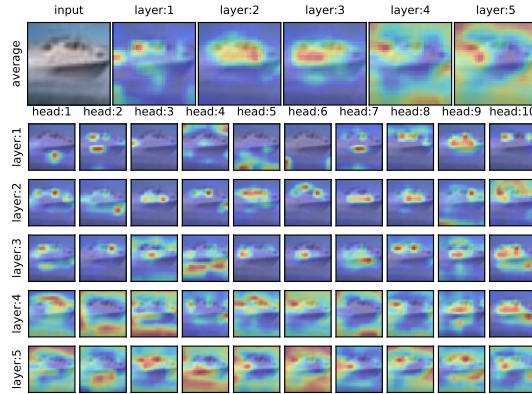 input layer:1 layer:2 layer:3 layer:4 layer:5
average
head:1 head:2 head:3 head:4 head:5 head:6 head:7 head:8 head:9 head:10
layer:1
layer:2
layer:3
layer:4
layer:5